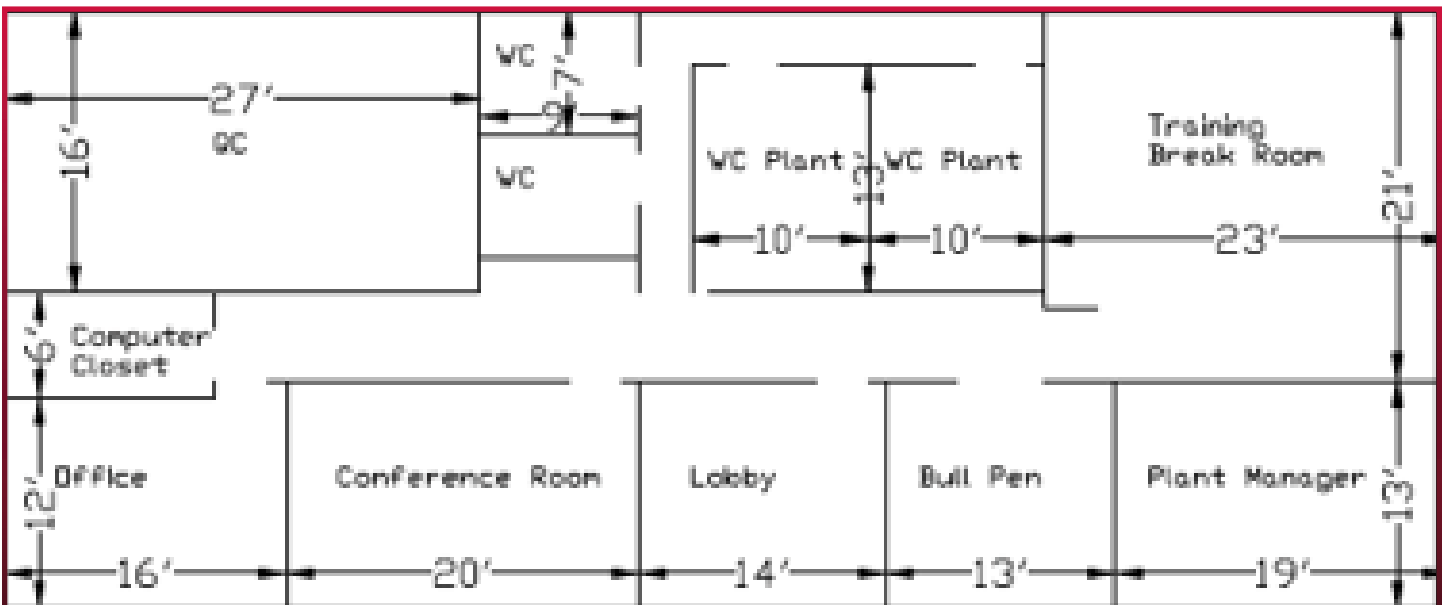 WC
7'
27'
9'
QC
16'
Training
Break Room
WC Plant
WC Plant
13'
WC
21'
10'
10'
23'
Computer
Closet
6'
Office
Conference Room
Lobby
Bull Pen
Plant Manager
12'
13'
16'
20'
14'
13'
19'